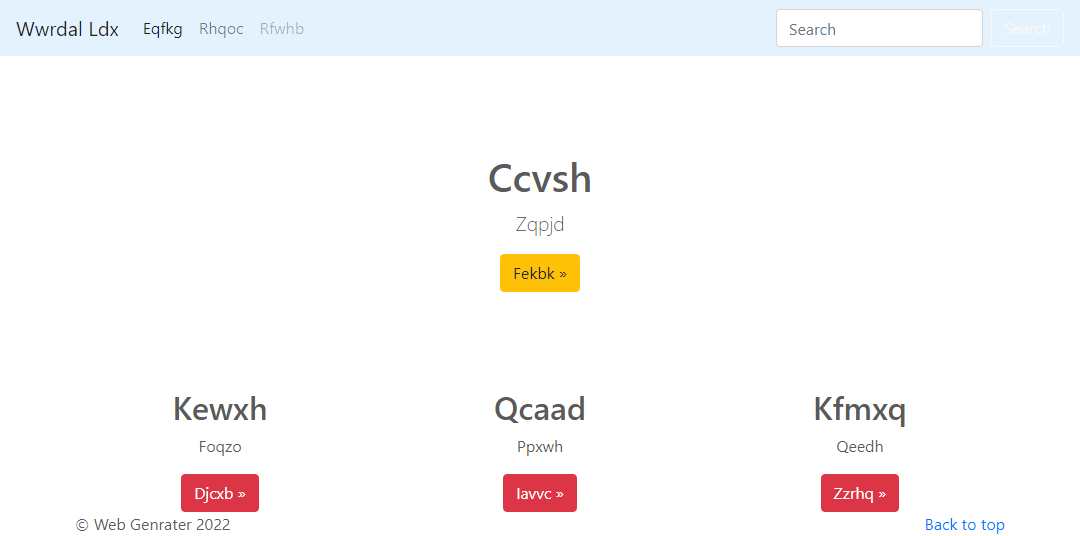 Wwrdal Ldx Eqfkg Rhqoc Rfwhb Search Search
Ccvsh
Zqpjd
Fekbk »
Kewxh Qcaad Kfmxq
Foqzo Ppxwh Qeedh
Djcxb » Iavvc » Zzrhq »
© Web Genrater 2022 Back to top